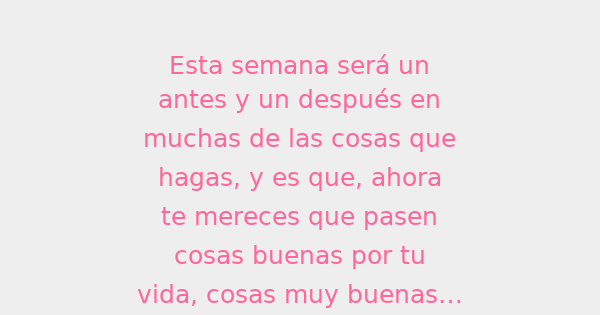 Esta semana será un
antes y un después en
muchas de las cosas que
hagas, y es que, ahora
te mereces que pasen
cosas buenas por tu
vida, cosas muy buenas...